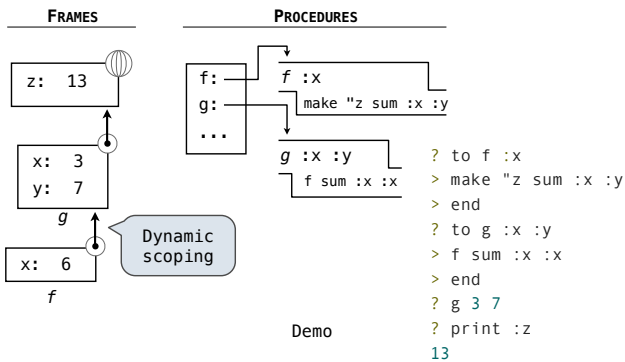 FRAMES
PROCEDURES
z: 13
x: 3
y: 7
g
x: 6
f
Dynamic
scoping
f:
g:
...
f :x
make "z sum :x :y
g :x :y
f sum :x :x
Demo
? to f :x
> make "z sum :x :y
> end
? to g :x :y
> f sum :x :x
> end
? g 3 7
? print :z
13